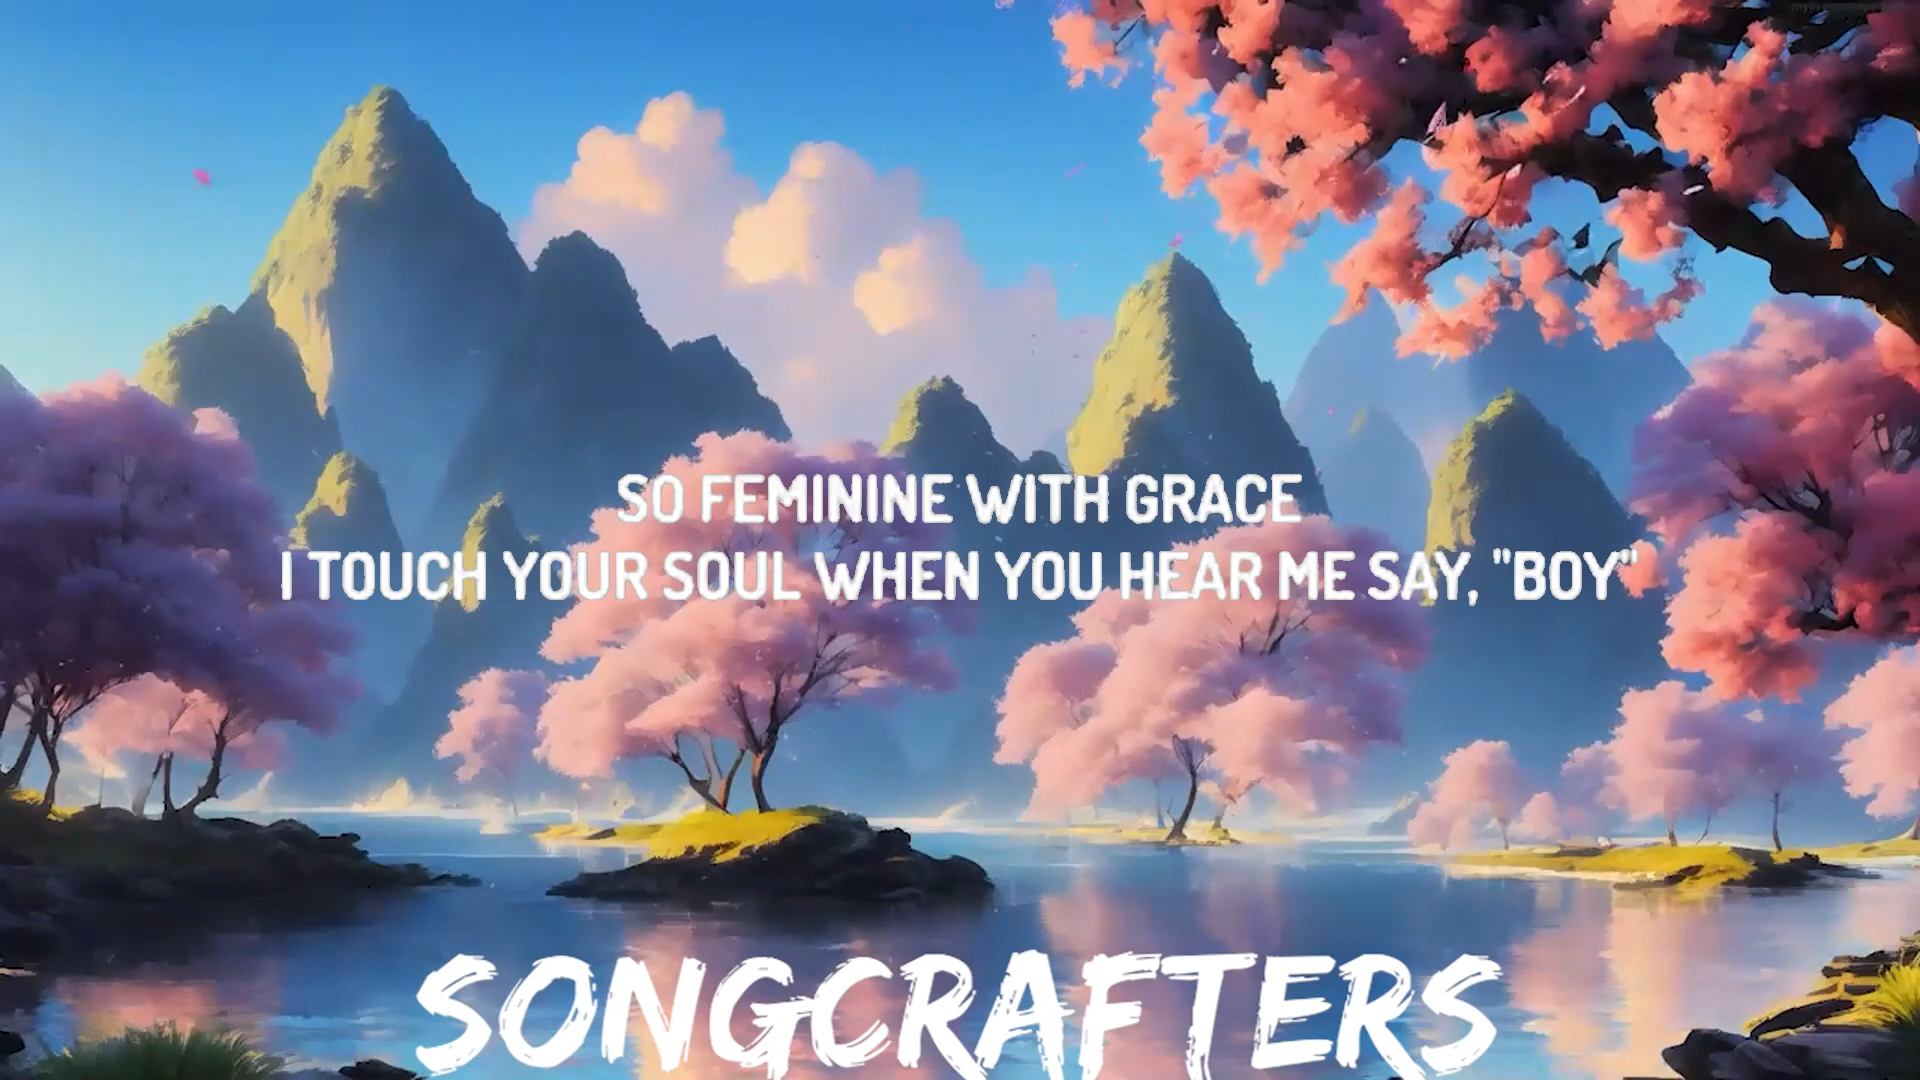 SO FEMININE WITH GRACE
I TOUCH YOUR SOUL WHEN YOU HEAR ME SAY, "BOY"
SONGCRAFTERS